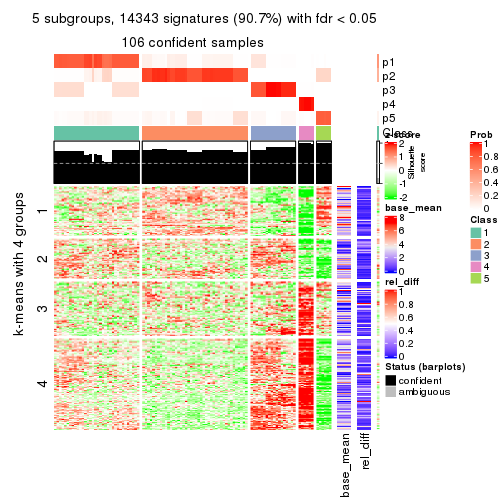 5 subgroups, 14343 signatures (90.7%) with fdr < 0.05
106 confident samples
p1
p2
p3
p4
p5
Class
Silhouette
score
k-means with 4 groups
1
2
3
4
base_mean
rel_diff
z-score
2
1
0
-1
-2
base_mean
8
6
4
2
0
rel_diff
1
0.8
0.6
0.4
0.2
0
Status (barplots)
confident
ambiguous
Prob
1
0.8
0.6
0.4
0.2
0
Class
1
2
3
4
5